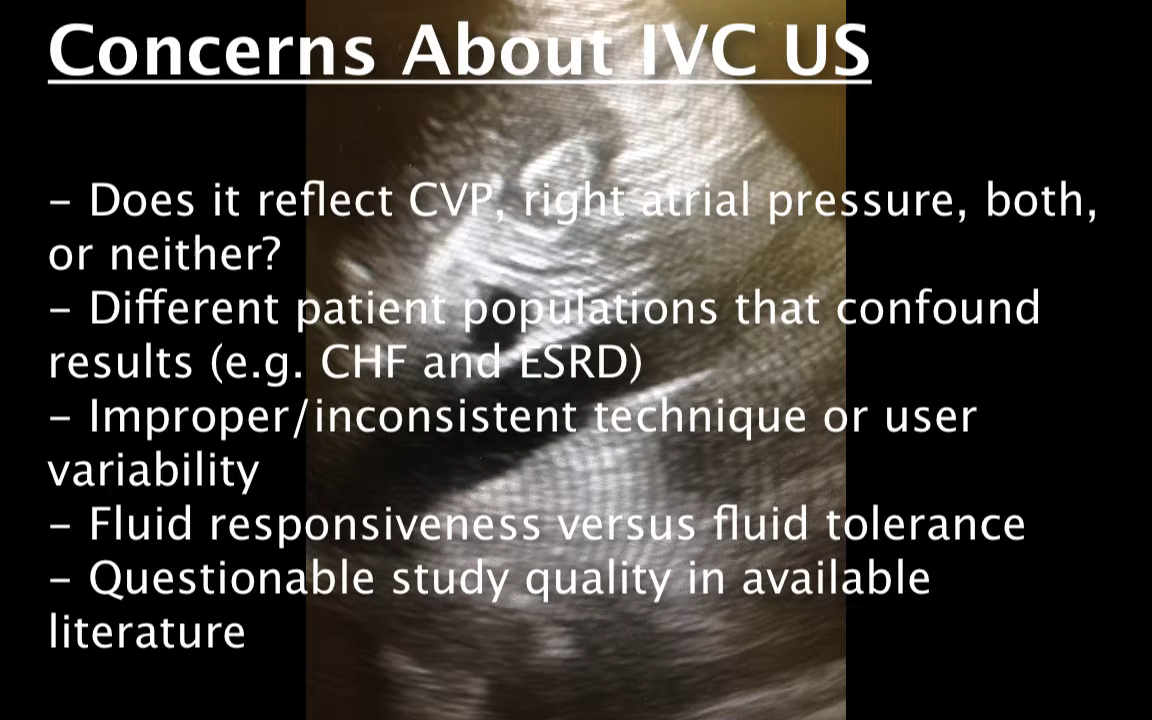 Concerns About IVC US
– Does it reflect CVP, right atrial pressure, both,
or neither?
– Different patient populations that confound
results (e.g. CHF and ESRD)
– Improper/inconsistent technique or user
variability
– Fluid responsiveness versus fluid tolerance
– Questionable study quality in available
literature